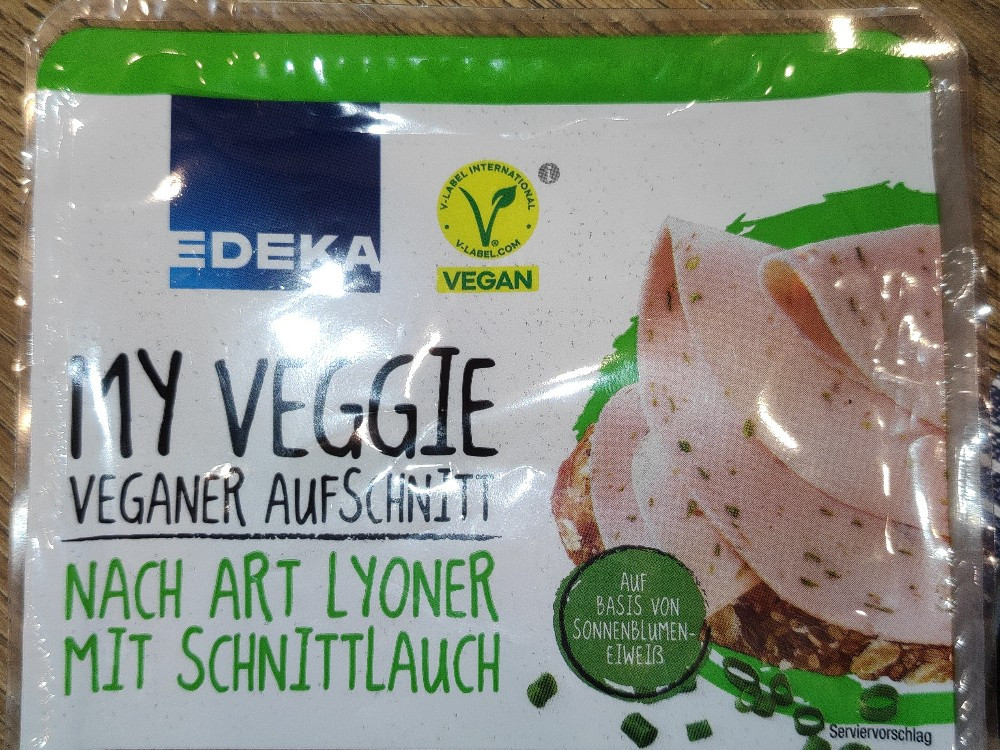 EDEKA
V-LABEL INTERNATIONAL
V-LABEL.COM
VEGAN
i
MY VEGGIE
VEGANER AUFSCHNITT
NACH ART LYONER
MIT SCHNITTLAUCH
AUF
BASIS VON
SONNENBLUMEN-
EIWEIß
Serviervorschlag